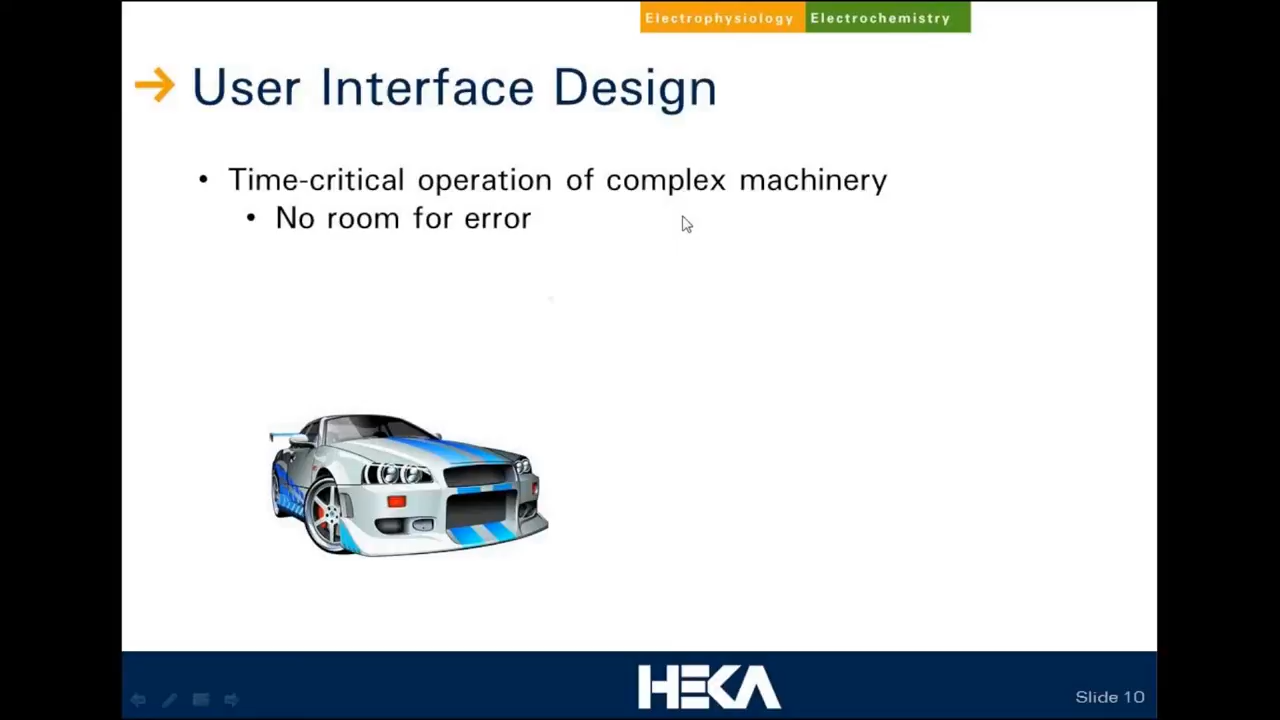 Electrophysiology Electrochemistry
→ User Interface Design
• Time-critical operation of complex machinery
• No room for error
HEKA
Slide 10